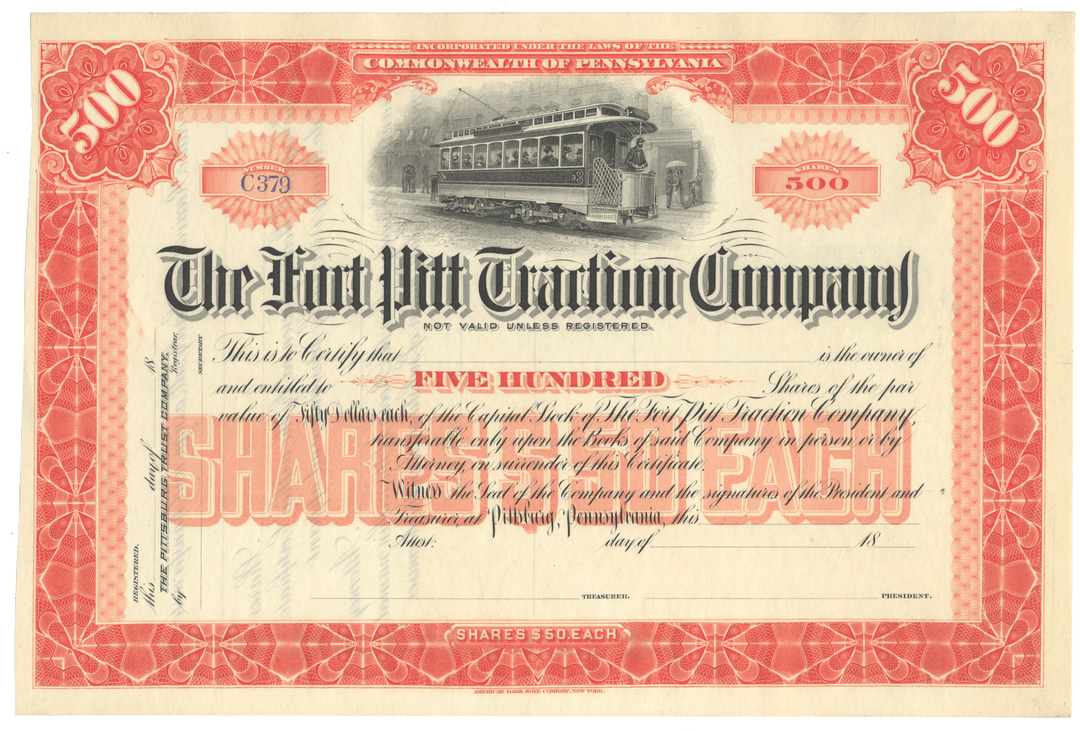 INCORPORATED UNDER THE LAWS OF THE
COMMONWEALTH OF PENNSYLVANIA
500
500
NUMBER
C379
SHARES
500
The Fort Pitt Traction Company
NOT VALID UNLESS REGISTERED.
This is to Certify that is the owner of
and entitled to FIVE HUNDRED Shares of the par
value of Fifty Dollars each, of the Capital Stock of The Fort Pitt Traction Company,
transferable only upon the Books of said Company in person or by
Attorney, on surrender of this Certificate.
Witness the Seal of the Company and the signatures of the President and
Treasurer, at Pittsburg, Pennsylvania, this
Attest: day of 18
SHARES $50. EACH
TREASURER. PRESIDENT.
SECRETARY
REGISTERED.
this day of 18
THE PITTSBURG TRUST COMPANY,
by Registrar.
SHARES $50. EACH
AMERICAN BANK NOTE COMPANY, NEW YORK.